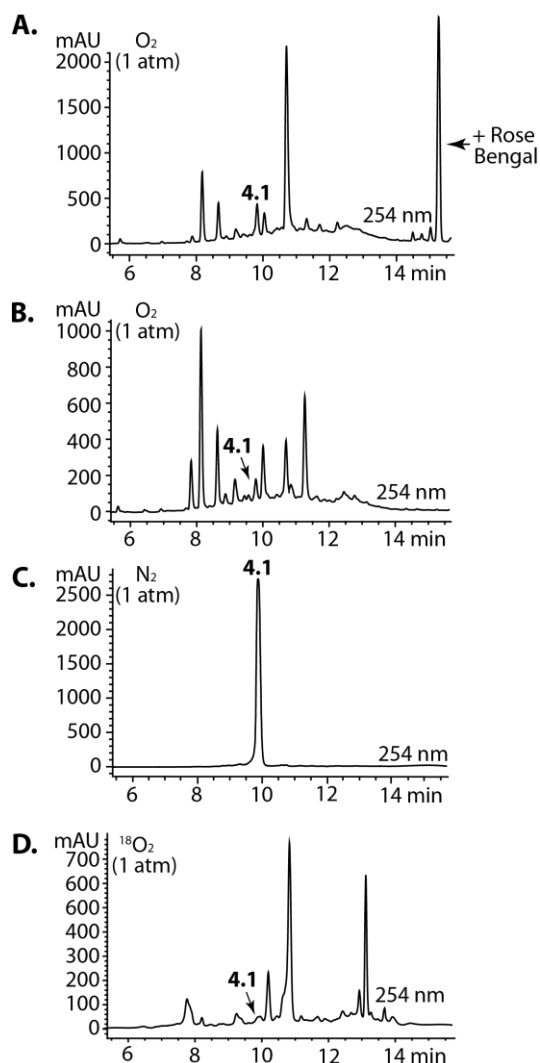 A.
mAU
O2
(1 atm)
2000
1500
1000
500
0
4.1
254 nm
+ Rose
Bengal
6 8 10 12 14 min
B.
mAU
O2
(1 atm)
1000
800
600
400
200
0
4.1
254 nm
6 8 10 12 14 min
C.
mAU
N2
(1 atm)
4.1
2500
2000
1500
1000
500
0
254 nm
6 8 10 12 14 min
D.
mAU
18O2
(1 atm)
700
600
600
400
300
200
100
0
4.1
254 nm
6 8 10 12 14 min